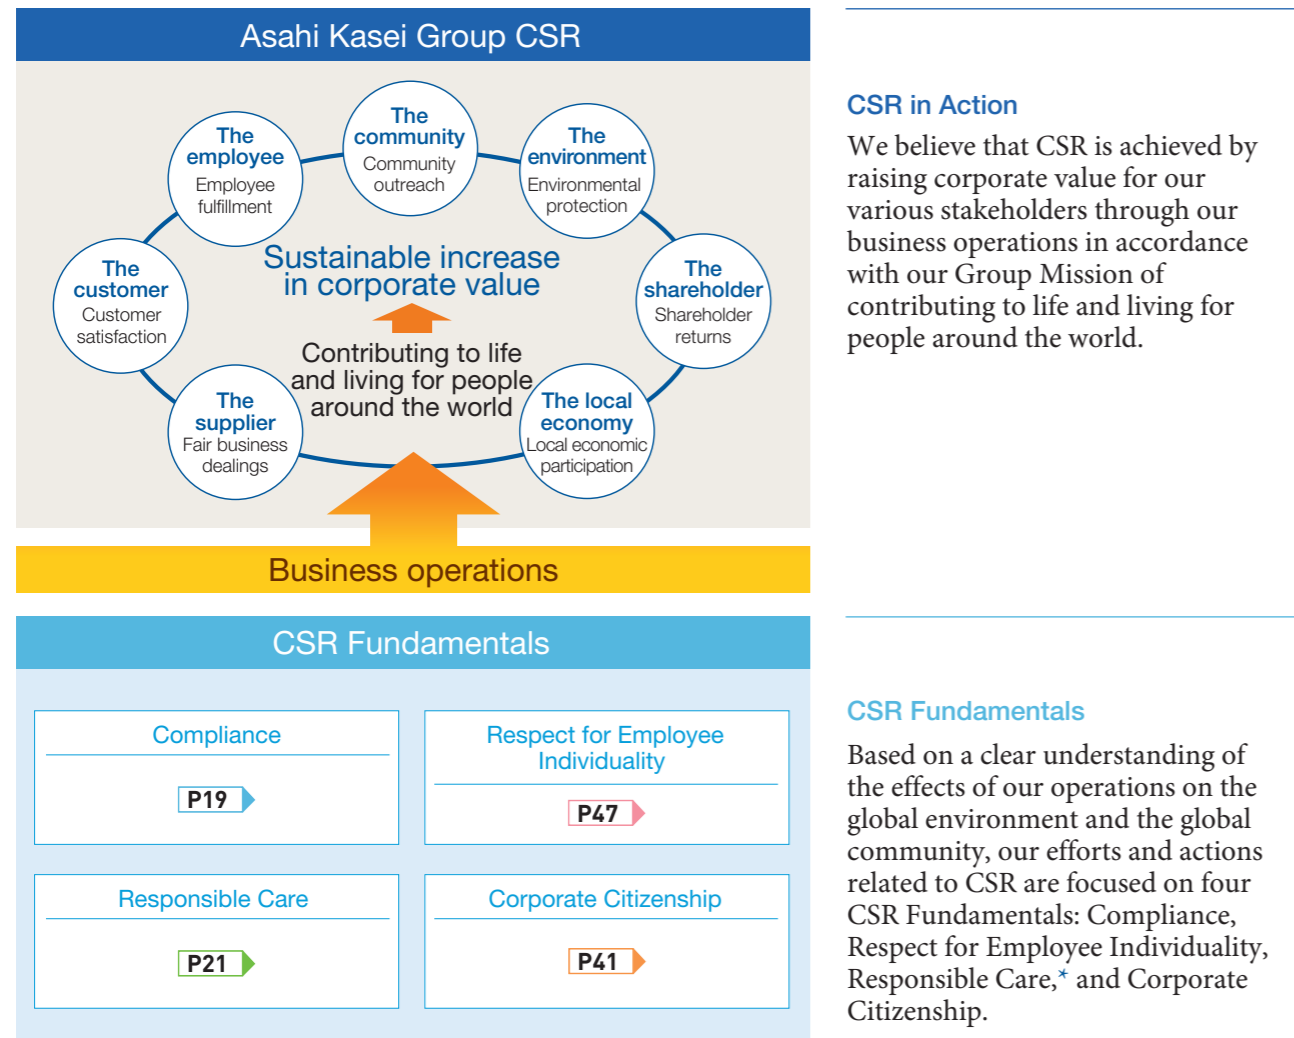 Asahi Kasei Group CSR
The
community
Community
outreach
The
employee
Employee
fulfillment
The
environment
Environmental
protection
The
customer
Customer
satisfaction
Sustainable increase
in corporate value
The
shareholder
Shareholder
returns
Contributing to life
and living for people
around the world
The
supplier
Fair business
dealings
The local
economy
Local economic
participation
Business operations
CSR in Action
We believe that CSR is achieved by
raising corporate value for our
various stakeholders through our
business operations in accordance
with our Group Mission of
contributing to life and living for
people around the world.
CSR Fundamentals
Compliance
P19
Respect for Employee
Individuality
P47
Responsible Care
P21
Corporate Citizenship
P41
CSR Fundamentals
Based on a clear understanding of
the effects of our operations on the
global environment and the global
community, our efforts and actions
related to CSR are focused on four
CSR Fundamentals: Compliance,
Respect for Employee Individuality,
Responsible Care,* and Corporate
Citizenship.